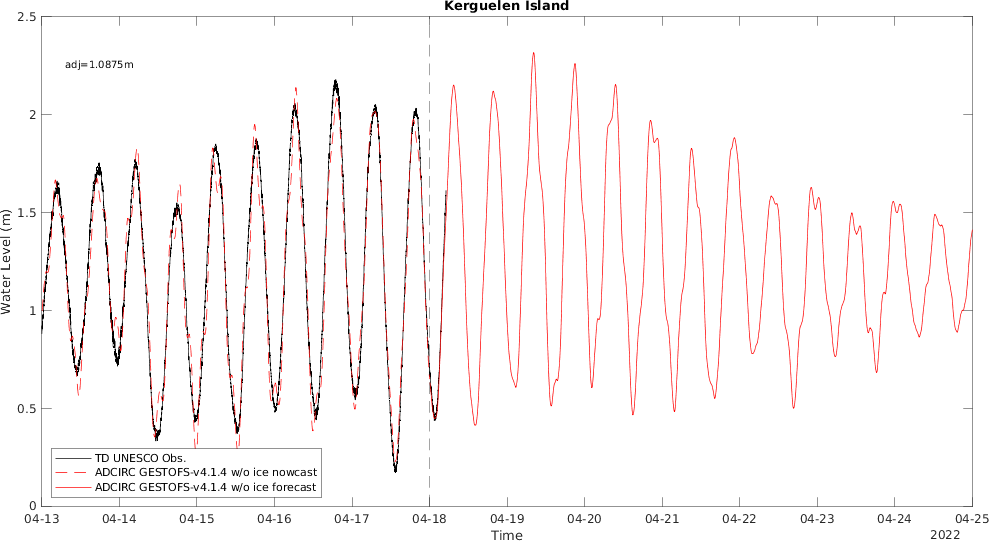 Kerguelen Island
2.5
adj=1.0875m
2
1.5
Water Level (m)
1
0.5
TD UNESCO Obs.
ADCIRC GESTOFS-v4.1.4 w/o ice nowcast
ADCIRC GESTOFS-v4.1.4 w/o ice forecast
0
04-13 04-14 04-15 04-16 04-17 04-18 04-19 04-20 04-21 04-22 04-23 04-24 04-25
Time
2022